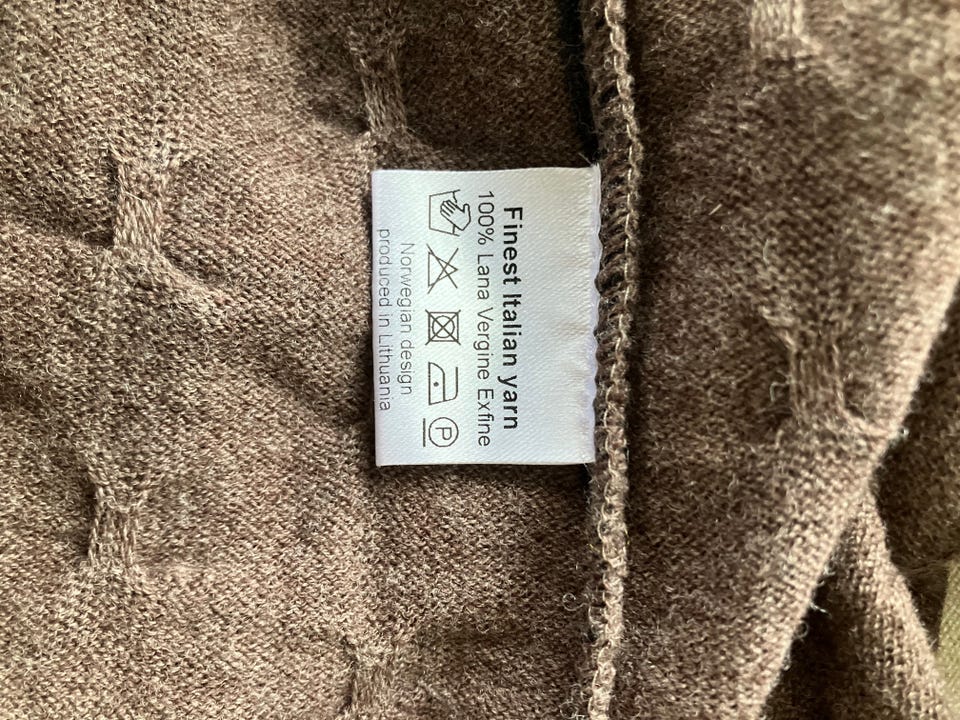 Finest Italian yarn
100% Lana Vergine Exfine
P
Norwegian design
produced in Lithuania